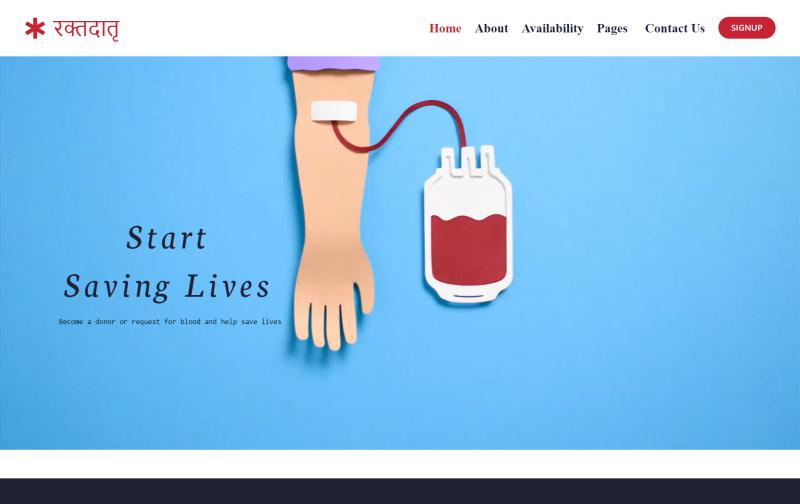 रक्तदातृ
Home About Availability Pages Contact Us SIGNUP
Start
Saving Lives
Become a donor or request for blood and help save lives